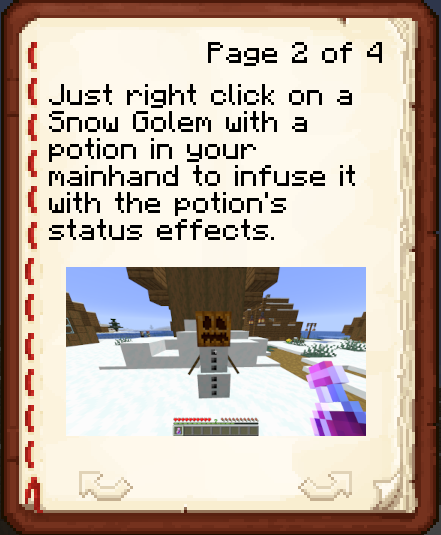 Page 2 of 4
Just right click on a
Snow Golem with a
potion in your
mainhand to infuse it
with the potion's
status effects.